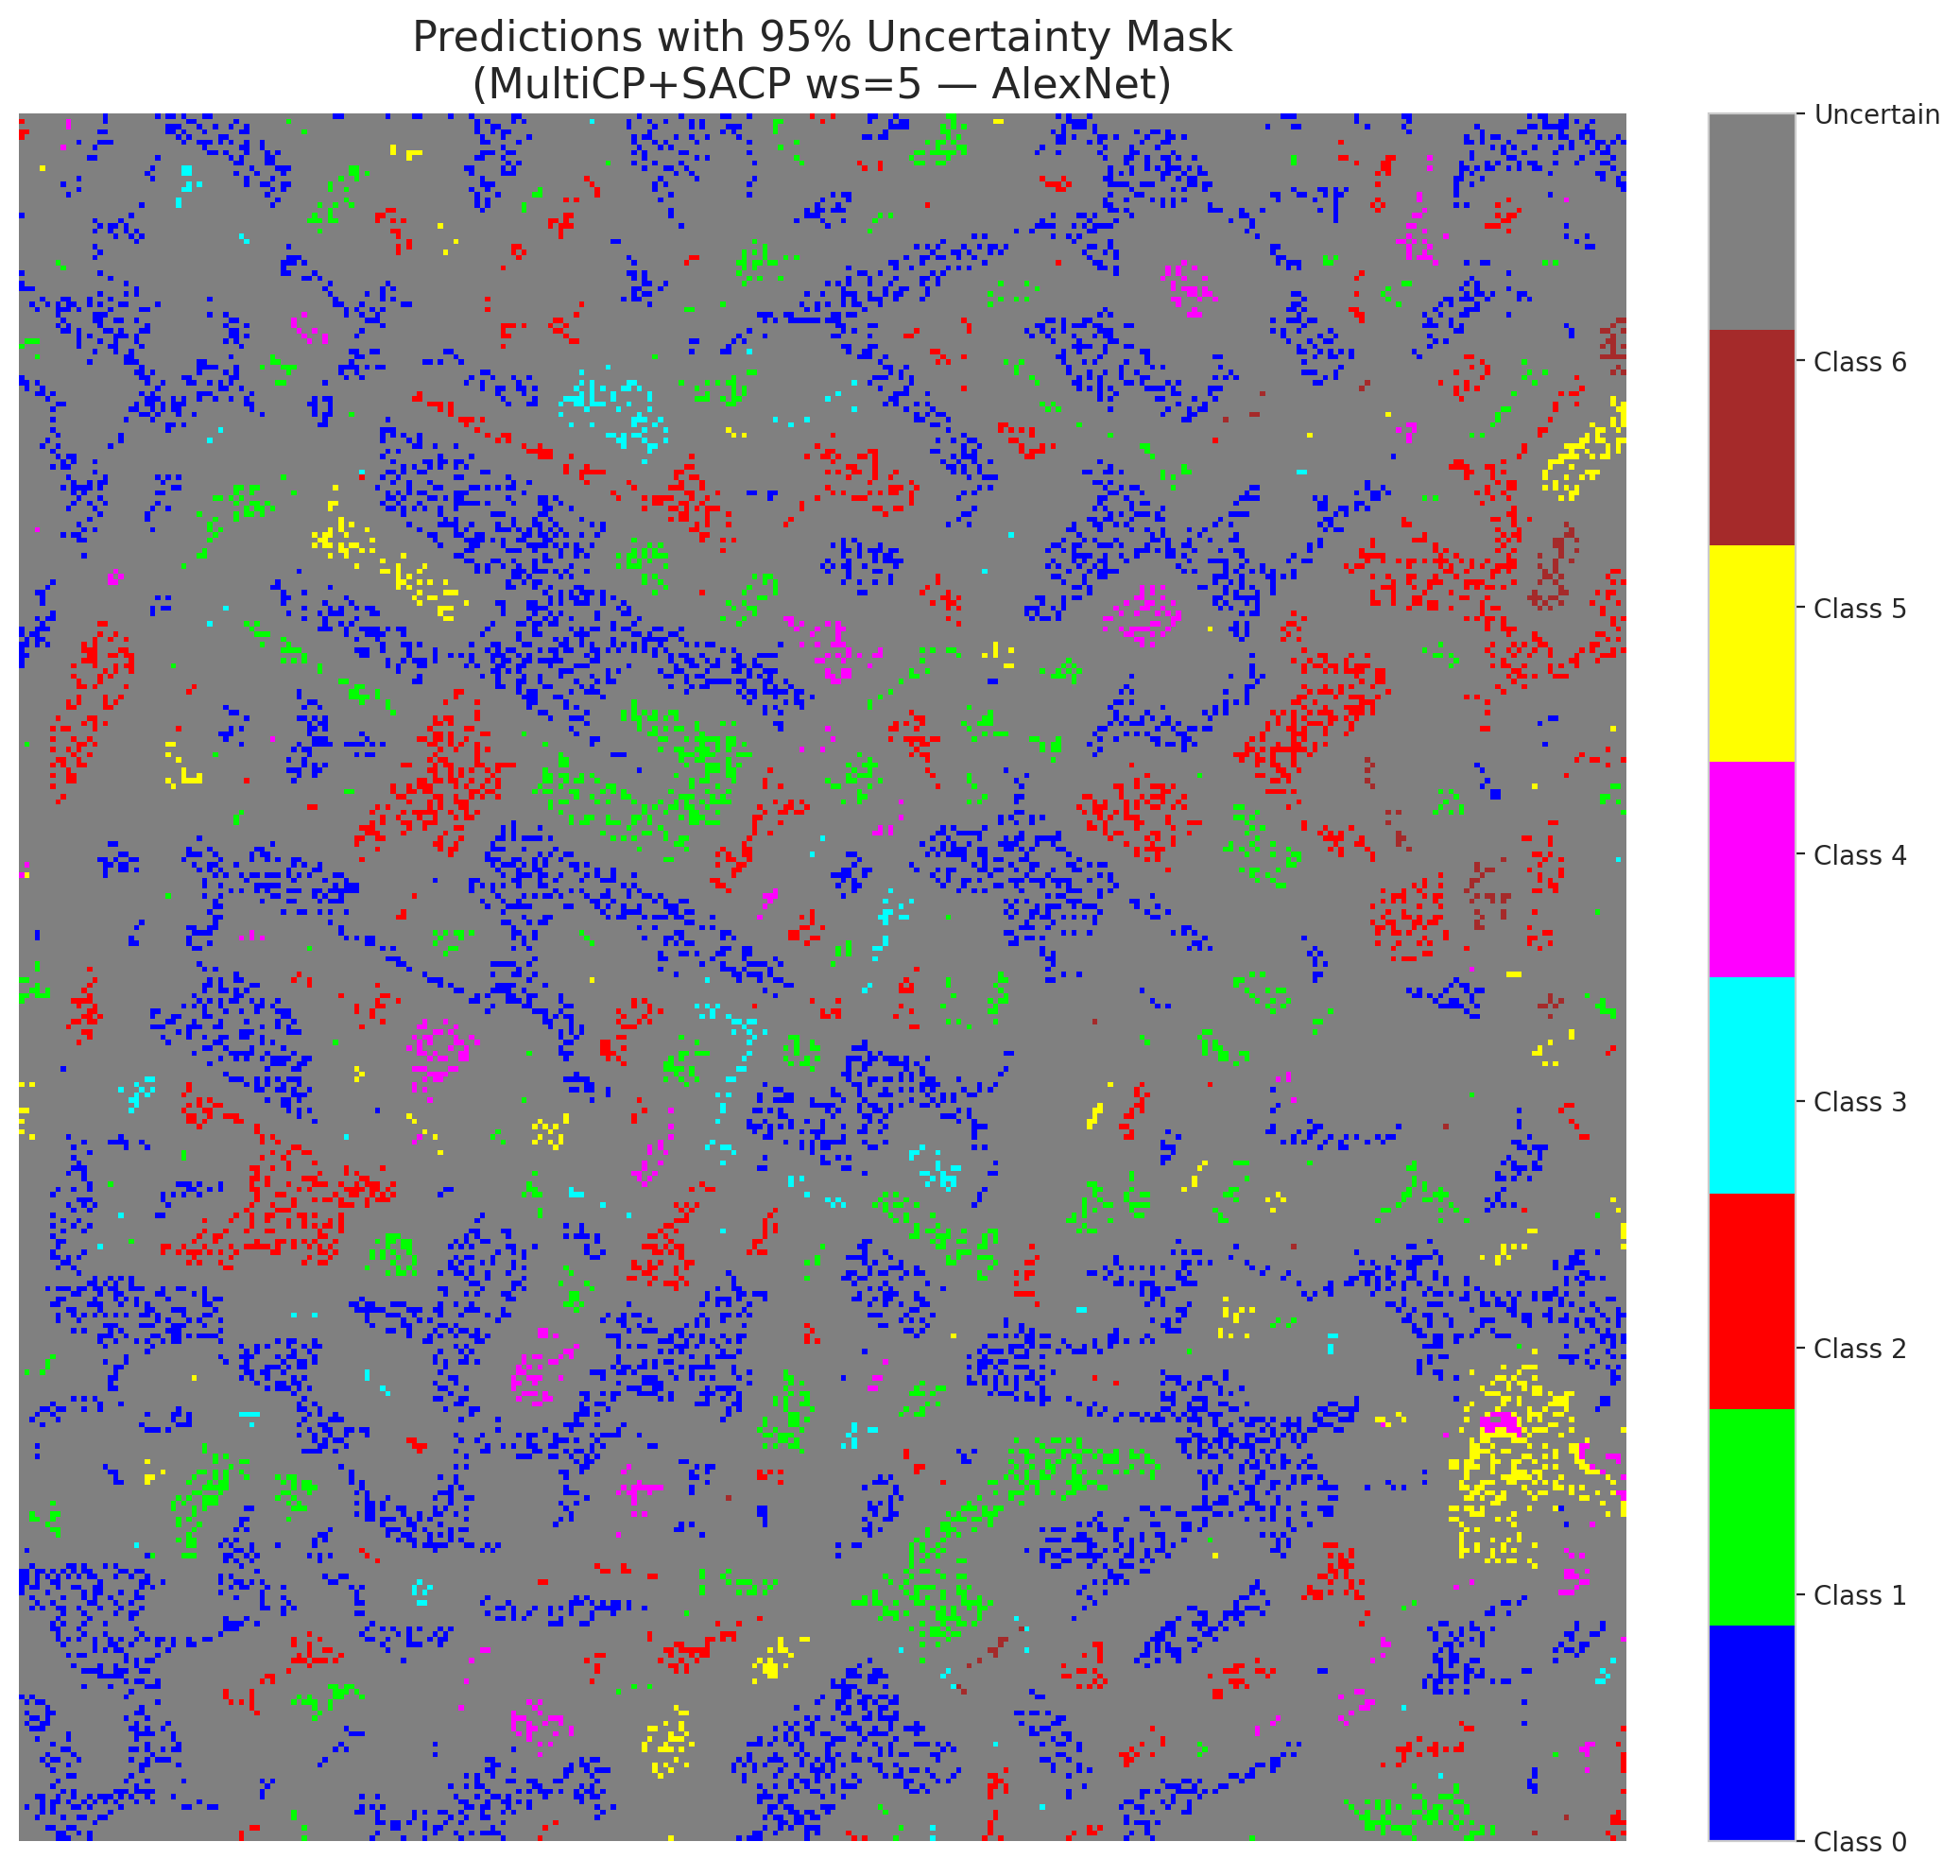 Predictions with 95% Uncertainty Mask
(MultiCP+SACP ws=5 — AlexNet)
Uncertain
Class 6
Class 5
Class 4
Class 3
Class 2
Class 1
Class 0